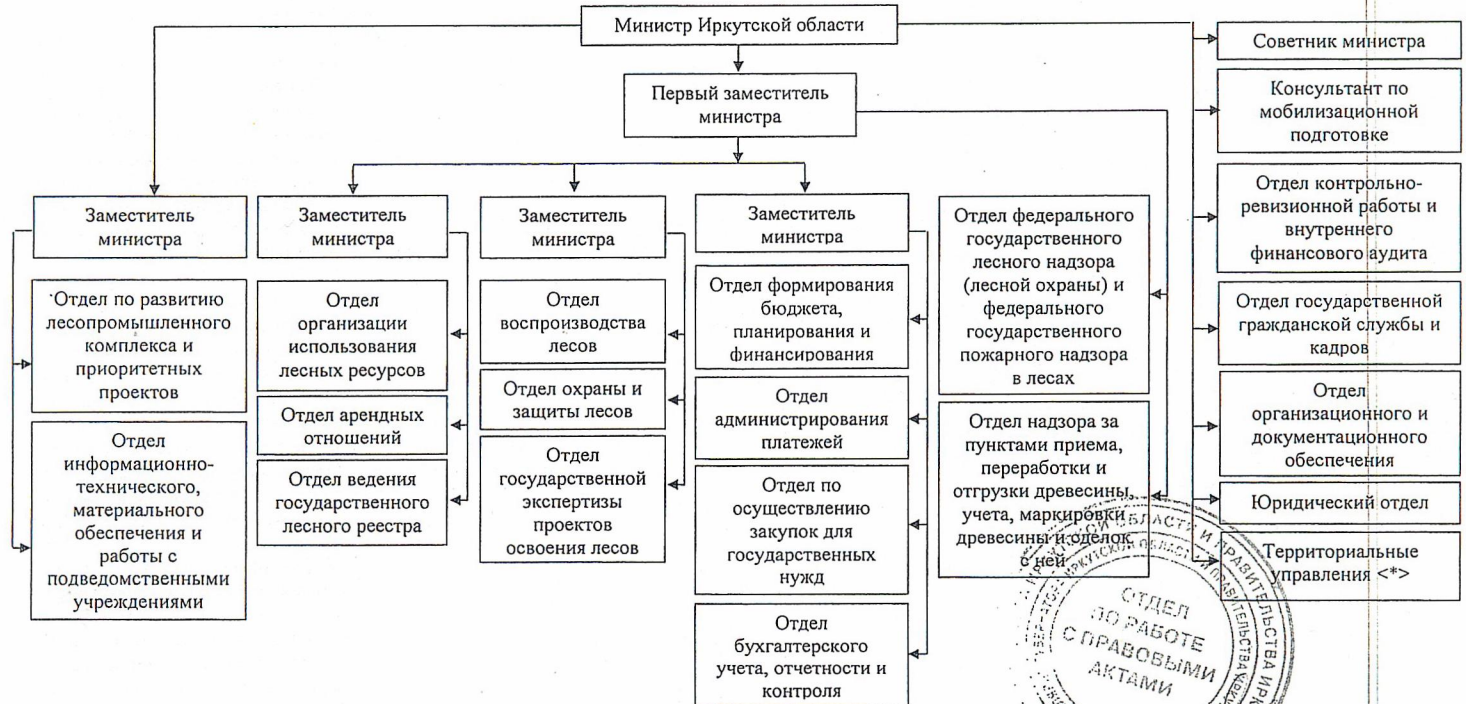 Министр Иркутской области
Первый заместитель
министра
Заместитель
министра
Отдел по развитию
лесопромышленного
комплекса и
приоритетных
проектов
Отдел
информационно-
технического,
материального
обеспечения и
работы с
подведомственными
учреждениями
Заместитель
министра
Отдел
организации
использования
лесных ресурсов
Отдел арендных
отношений
Отдел ведения
государственного
лесного реестра
Заместитель
министра
Отдел
воспроизводства
лесов
Отдел охраны и
защиты лесов
Отдел
государственной
экспертизы
проектов
освоения лесов
Заместитель
министра
Отдел формирования
бюджета,
планирования и
финансирования
Отдел
администрирования
платежей
Отдел по
осуществлению
закупок для
государственных
нужд
Отдел
бухгалтерского
учета, отчетности и
контроля
Отдел федерального
государственного
лесного надзора
(лесной охраны) и
федерального
государственного
пожарного надзора
в лесах
Отдел надзора за
пунктами приема,
переработки и
отгрузки древесины,
учета, маркировки
древесины и сделок
с ней
Советник министра
Консультант по
мобилизационной
подготовке
Отдел контрольно-
ревизионной работы и
внутреннего
финансового аудита
Отдел государственной
гражданской службы и
кадров
Отдел
организационного и
документационного
обеспечения
Юридический отдел
Территориальные
управления <*>
ОТДЕЛ
ПО РАБОТЕ
С ПРАВОВЫМИ
АКТАМИ
ОБЛАСТИ И ПРАВИТЕЛЬСТВА